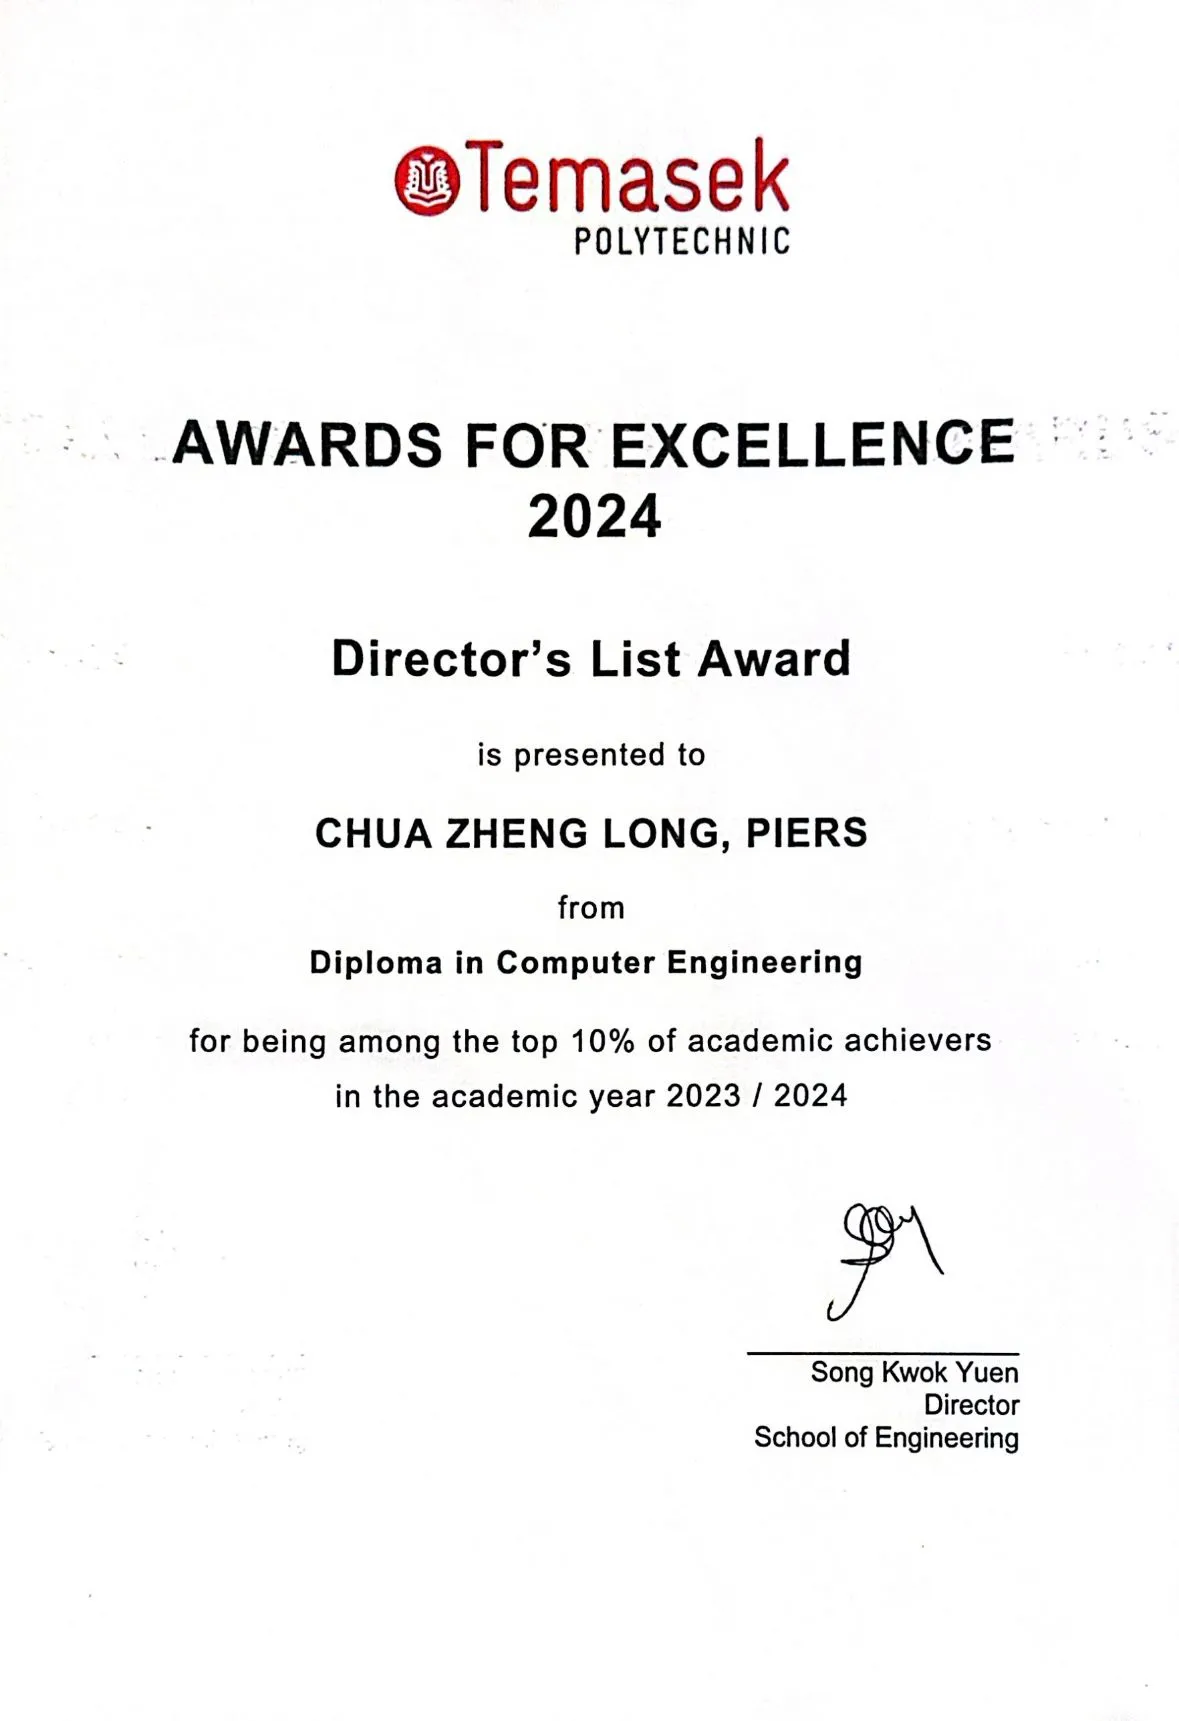 Temasek
POLYTECHNIC
AWARDS FOR EXCELLENCE
2024
Director's List Award
is presented to
CHUA ZHENG LONG, PIERS
from
Diploma in Computer Engineering
for being among the top 10% of academic achievers
in the academic year 2023 / 2024
Song Kwok Yuen
Director
School of Engineering